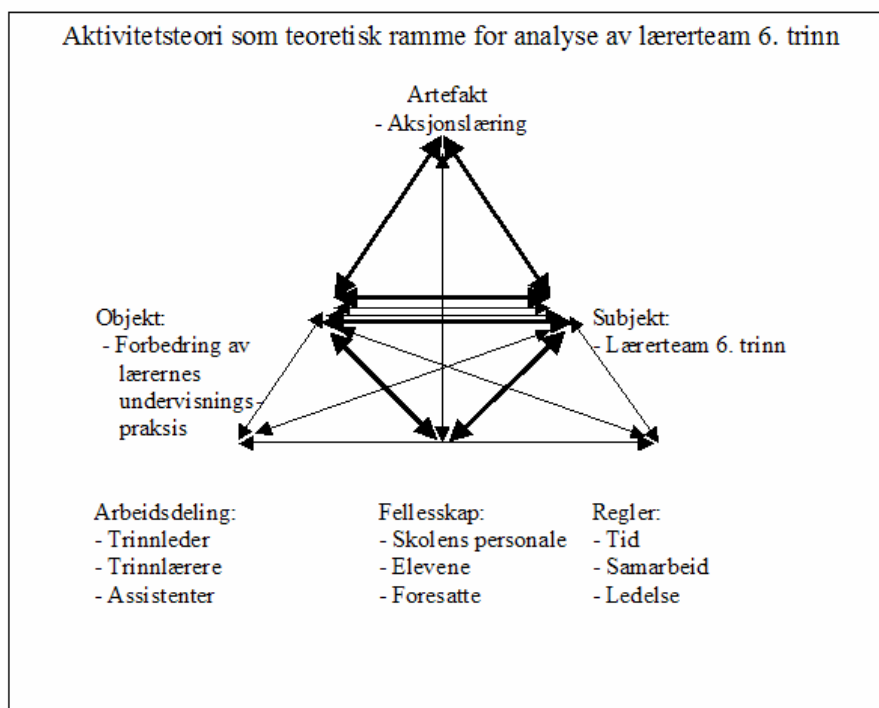 Aktivitetsteori som teoretisk ramme for analyse av lærerteam 6. trinn
Artefakt
- Aksjonslæring
Objekt:
- Forbedring av
lærernes
undervisnings-
praksis
Subjekt:
- Lærerteam 6. trinn
Arbeidsdeling:
- Trinnleder
- Trinnlærere
- Assistenter
Fellesskap:
- Skolens personale
- Elevene
- Foresatte
Regler:
- Tid
- Samarbeid
- Ledelse